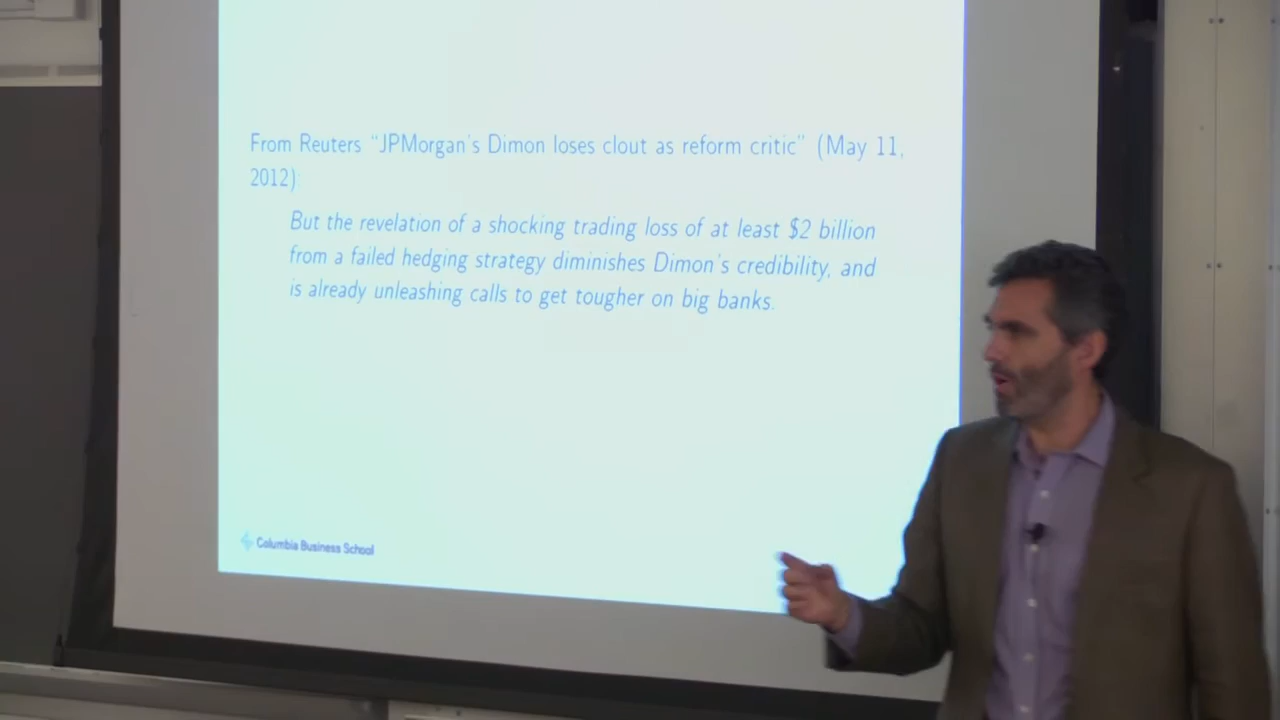 From Reuters "JPMorgan's Dimon loses clout as reform critic" (May 11,
2012)
But the revelation of a shocking trading loss of at least $2 billion
from a failed hedging strategy diminishes Dimon's credibility, and
is already unleashing calls to get tougher on big banks.
Columbia Business School